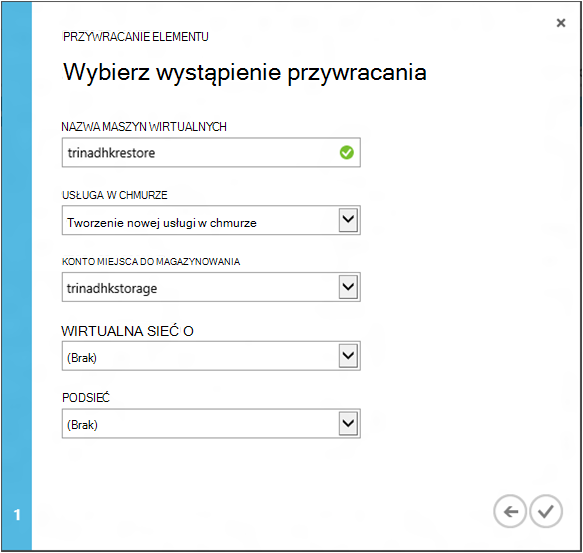 PRZYWRACANIE ELEMENTU
Wybierz wystąpienie przywracania
NAZWA MASZYN WIRTUALNYCH
trinadhkrestore
USŁUGA W CHMURZE
Tworzenie nowej usługi w chmurze
KONTO MIEJSCA DO MAGAZYNOWANIA
trinadhkstorage
WIRTUALNA SIEĆ O
(Brak)
PODSIEĆ
(Brak)
1